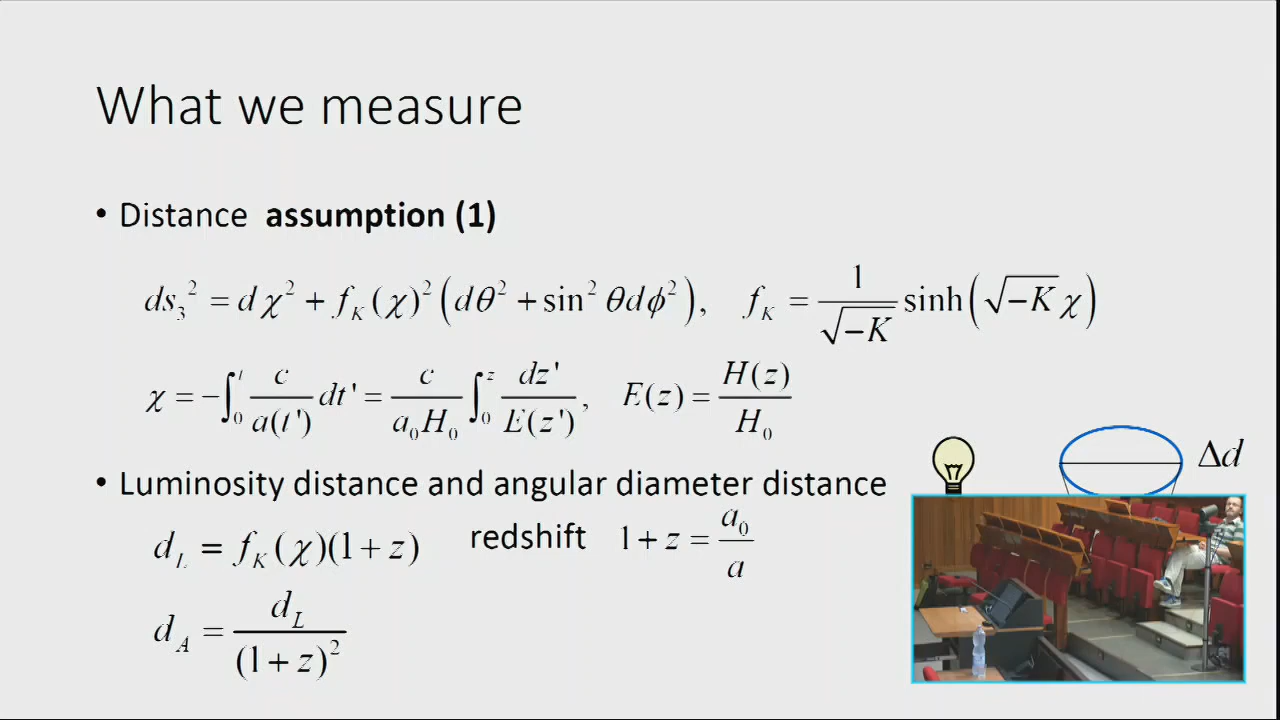 What we measure
• Distance assumption (1)
ds₃² = dχ² + f_K(χ)²(dθ² + sin²θdϕ²), f_K = 1/√−K sinh(√−K χ)
χ = −∫₀ᵗ c/a(t') dt' = c/a₀H₀ ∫₀ᶻ dz'/E(z'), E(z) = H(z)/H₀
Δd
• Luminosity distance and angular diameter distance
d_L = f_K(χ)(1 + z) redshift 1 + z = a₀/a
d_A = d_L/(1 + z)²